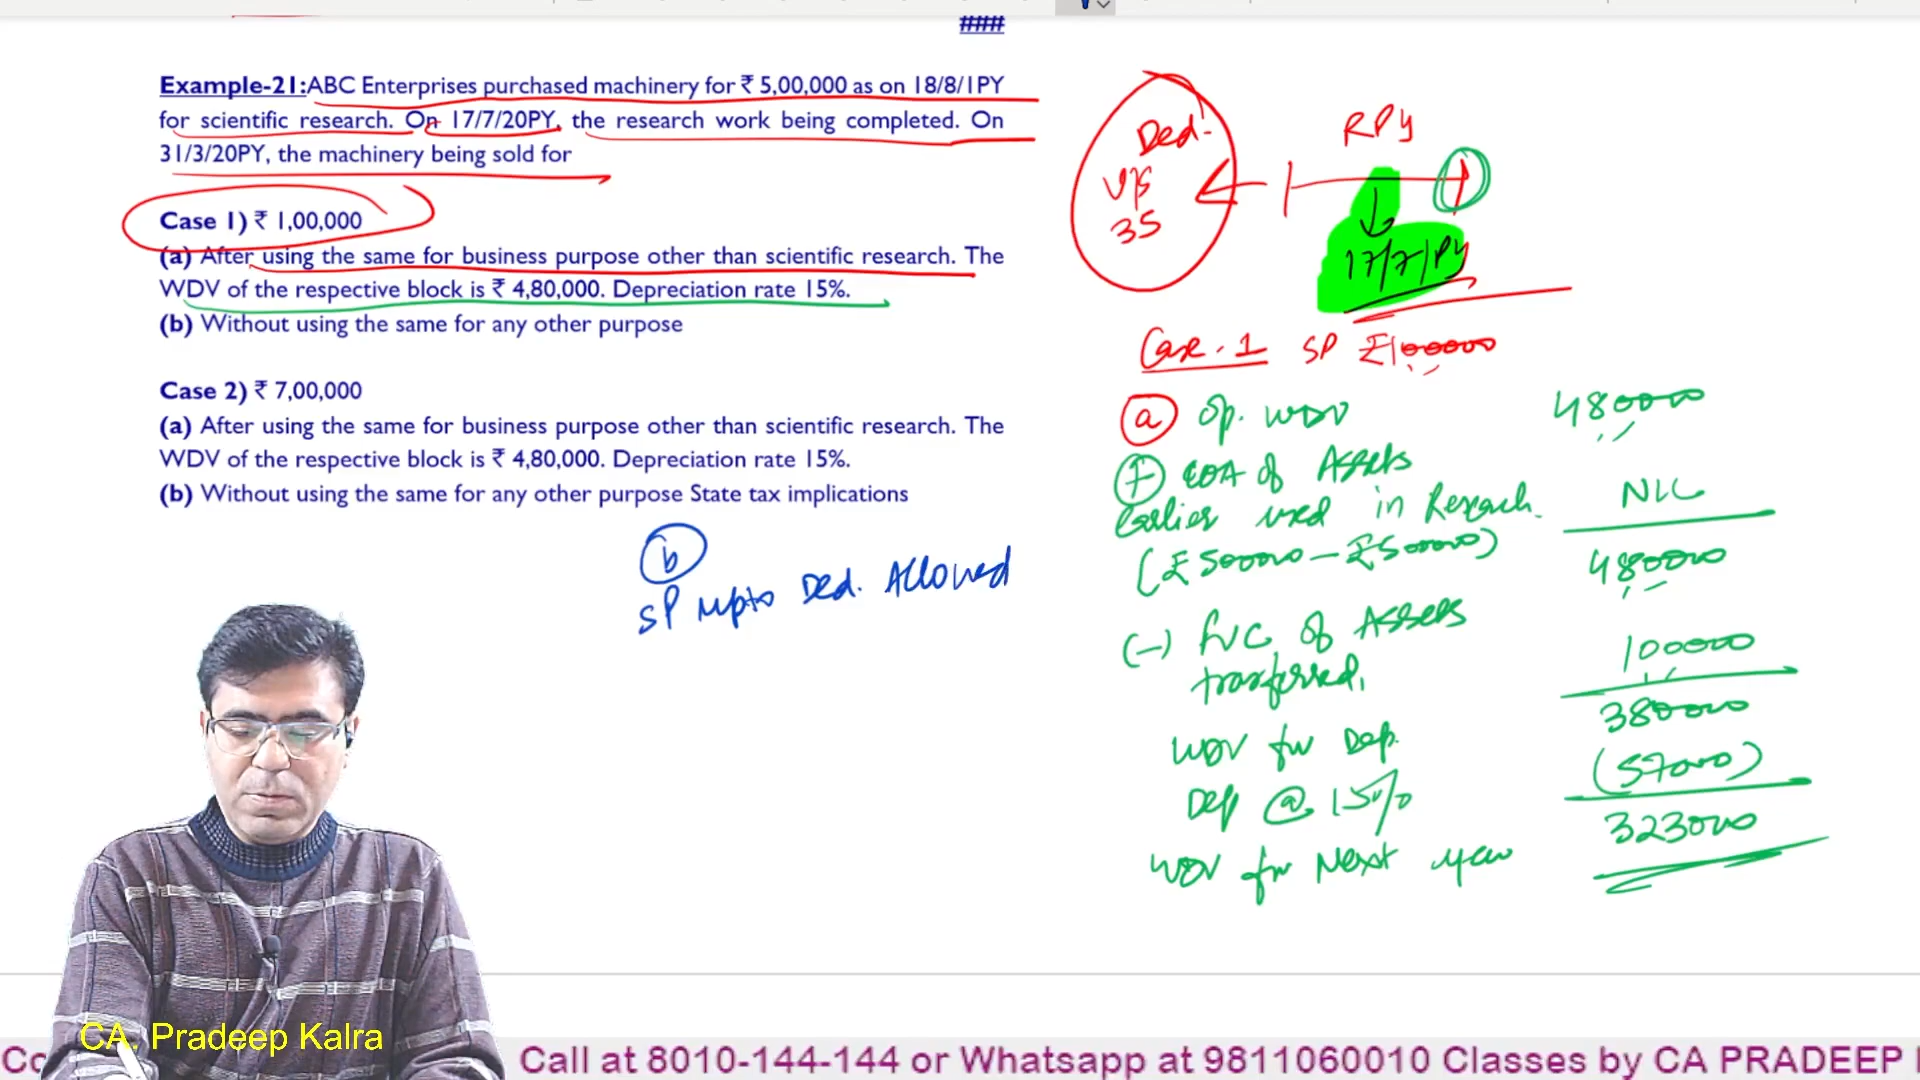 ###
Example-21:ABC Enterprises purchased machinery for ₹ 5,00,000 as on 18/8/1PY
for scientific research. On 17/7/20PY, the research work being completed. On
31/3/20PY, the machinery being sold for
Case 1) ₹ 1,00,000
(a) After using the same for business purpose other than scientific research. The
WDV of the respective block is ₹ 4,80,000. Depreciation rate 15%.
(b) Without using the same for any other purpose
Case 2) ₹ 7,00,000
(a) After using the same for business purpose other than scientific research. The
WDV of the respective block is ₹ 4,80,000. Depreciation rate 15%.
(b) Without using the same for any other purpose State tax implications
(b)
SP upto Ded. Allowed
Ded.
u/s
35
RPY
17/7/PY
Case. 1 SP ₹100000
(a) Op. WDV 480000
(+) COA of Assets
Earlier used in Reseach. NIL
(₹500000 - ₹500000) 480000
(-) FVC of Assets
transferred, 100000
380000
WDV for Dep.
Dep @ 15% (57000)
WDV for Next year 323000
CA. Pradeep Kalra
Call at 8010-144-144 or Whatsapp at 9811060010 Classes by CA PRADEEP